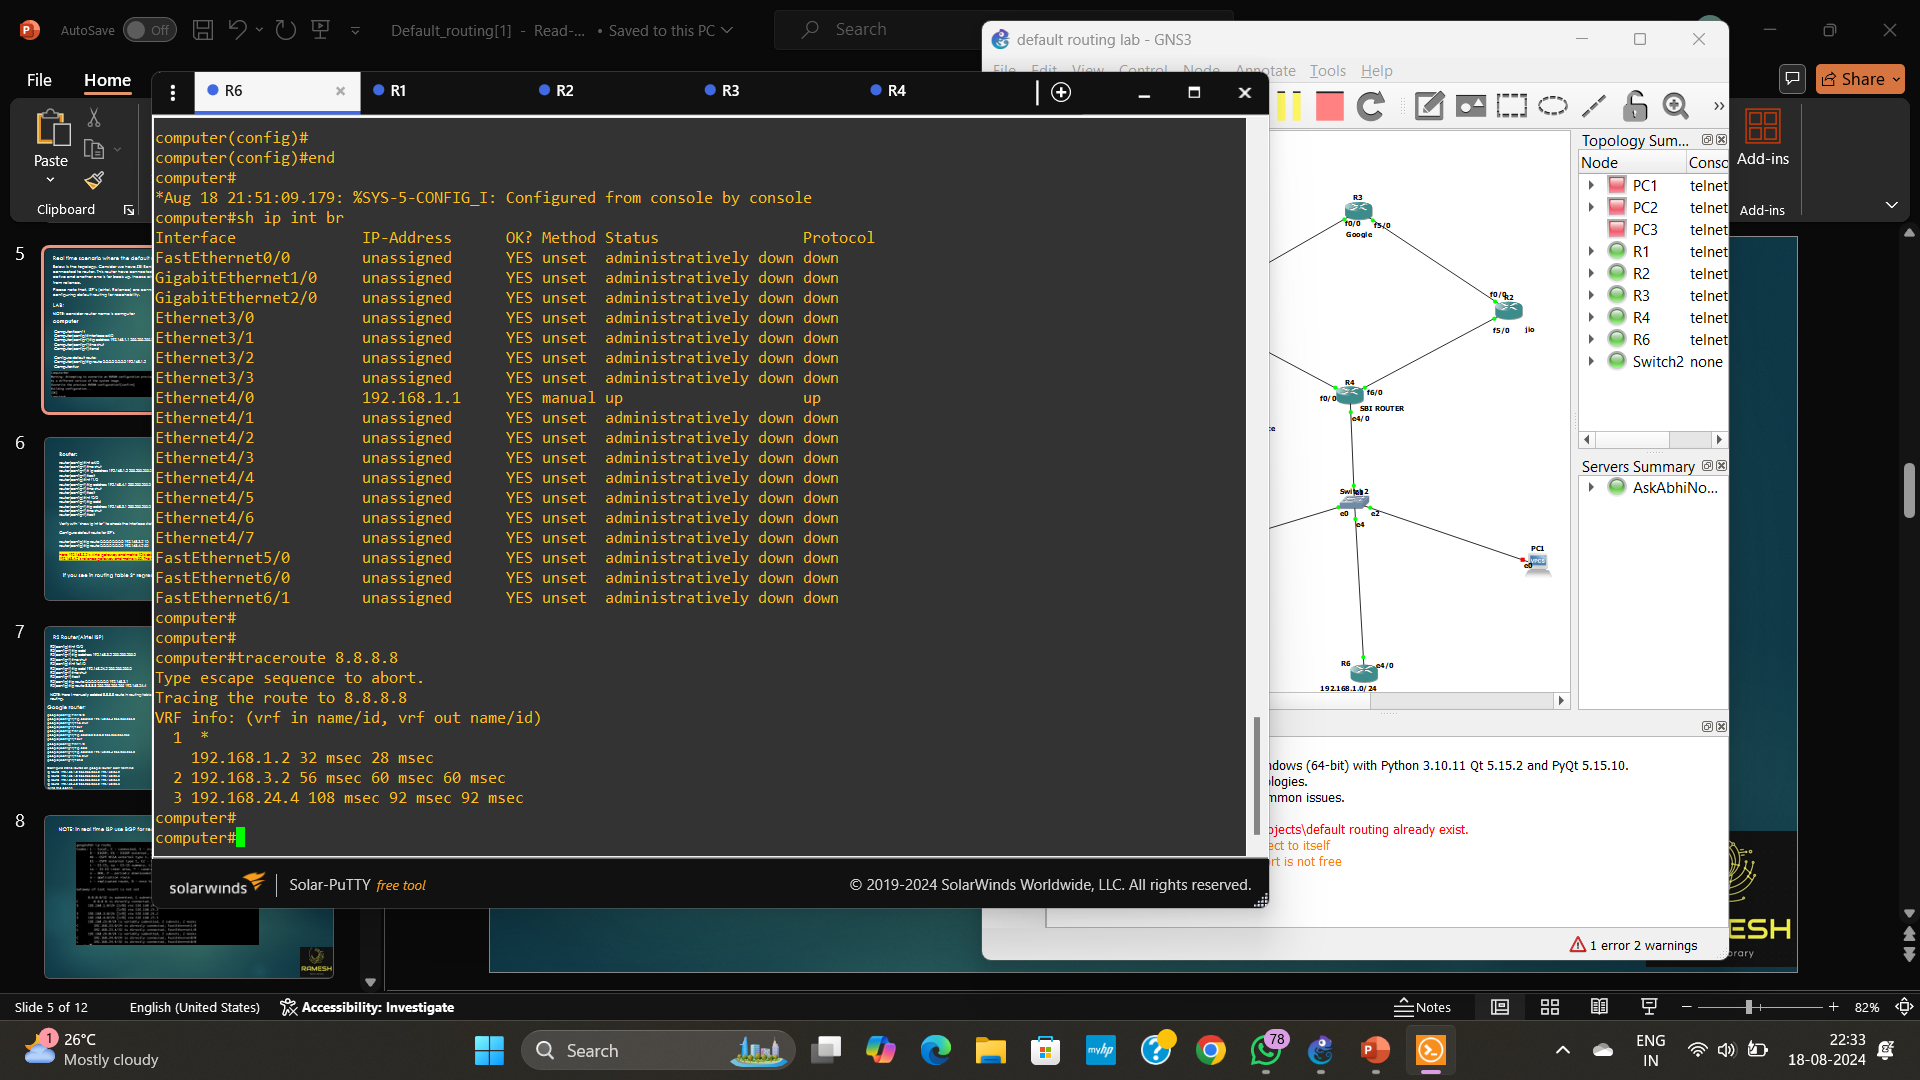 AutoSave
Off
Default_routing[1] - Read-... • Saved to this PC
Search
File
Home
Share
Paste
Clipboard
Add-ins
Add-ins
default routing lab - GNS3
File Edit View Control Node Annotate Tools Help
R6
R1
R2
R3
R4
computer(config)#
computer(config)#end
computer#
*Aug 18 21:51:09.179: %SYS-5-CONFIG_I: Configured from console by console
computer#sh ip int br
Interface IP-Address OK? Method Status Protocol
FastEthernet0/0 unassigned YES unset administratively down down
GigabitEthernet1/0 unassigned YES unset administratively down down
GigabitEthernet2/0 unassigned YES unset administratively down down
Ethernet3/0 unassigned YES unset administratively down down
Ethernet3/1 unassigned YES unset administratively down down
Ethernet3/2 unassigned YES unset administratively down down
Ethernet3/3 unassigned YES unset administratively down down
Ethernet4/0 192.168.1.1 YES manual up up
Ethernet4/1 unassigned YES unset administratively down down
Ethernet4/2 unassigned YES unset administratively down down
Ethernet4/3 unassigned YES unset administratively down down
Ethernet4/4 unassigned YES unset administratively down down
Ethernet4/5 unassigned YES unset administratively down down
Ethernet4/6 unassigned YES unset administratively down down
Ethernet4/7 unassigned YES unset administratively down down
FastEthernet5/0 unassigned YES unset administratively down down
FastEthernet6/0 unassigned YES unset administratively down down
FastEthernet6/1 unassigned YES unset administratively down down
computer#
computer#
computer#traceroute 8.8.8.8
Type escape sequence to abort.
Tracing the route to 8.8.8.8
VRF info: (vrf in name/id, vrf out name/id)
1 *
192.168.1.2 32 msec 28 msec
2 192.168.3.2 56 msec 60 msec 60 msec
3 192.168.24.4 108 msec 92 msec 92 msec
computer#
computer#
solarwinds
Solar-PuTTY free tool
© 2019-2024 SolarWinds Worldwide, LLC. All rights reserved.
R3
f0/0
f5/0
Google
f0/0
R2
f5/0
jio
R4
f0/0
f6/0
SBI ROUTER
e4/0
ce
Switch2
e0
e2
e4
PC1
e0
R6
e4/0
192.168.1.0/24
Topology Sum...
Node Conso
PC1 telnet
PC2 telnet
PC3 telnet
R1 telnet
R2 telnet
R3 telnet
R4 telnet
R6 telnet
Switch2 none
Servers Summary
AskAbhiNo...
ndows (64-bit) with Python 3.10.11 Qt 5.15.2 and PyQt 5.15.10.
logies.
mmon issues.
ojects\default routing already exist.
ect to itself
rt is not free
1 error 2 warnings
ESH
brary
5
6
Router:
7
R3 Router(Airtel ISP)
Google router:
8
RAMESH
Slide 5 of 12
English (United States)
Accessibility: Investigate
Notes
82%
1
26°C
Mostly cloudy
Search
myhp
78
ENG
IN
22:33
18-08-2024